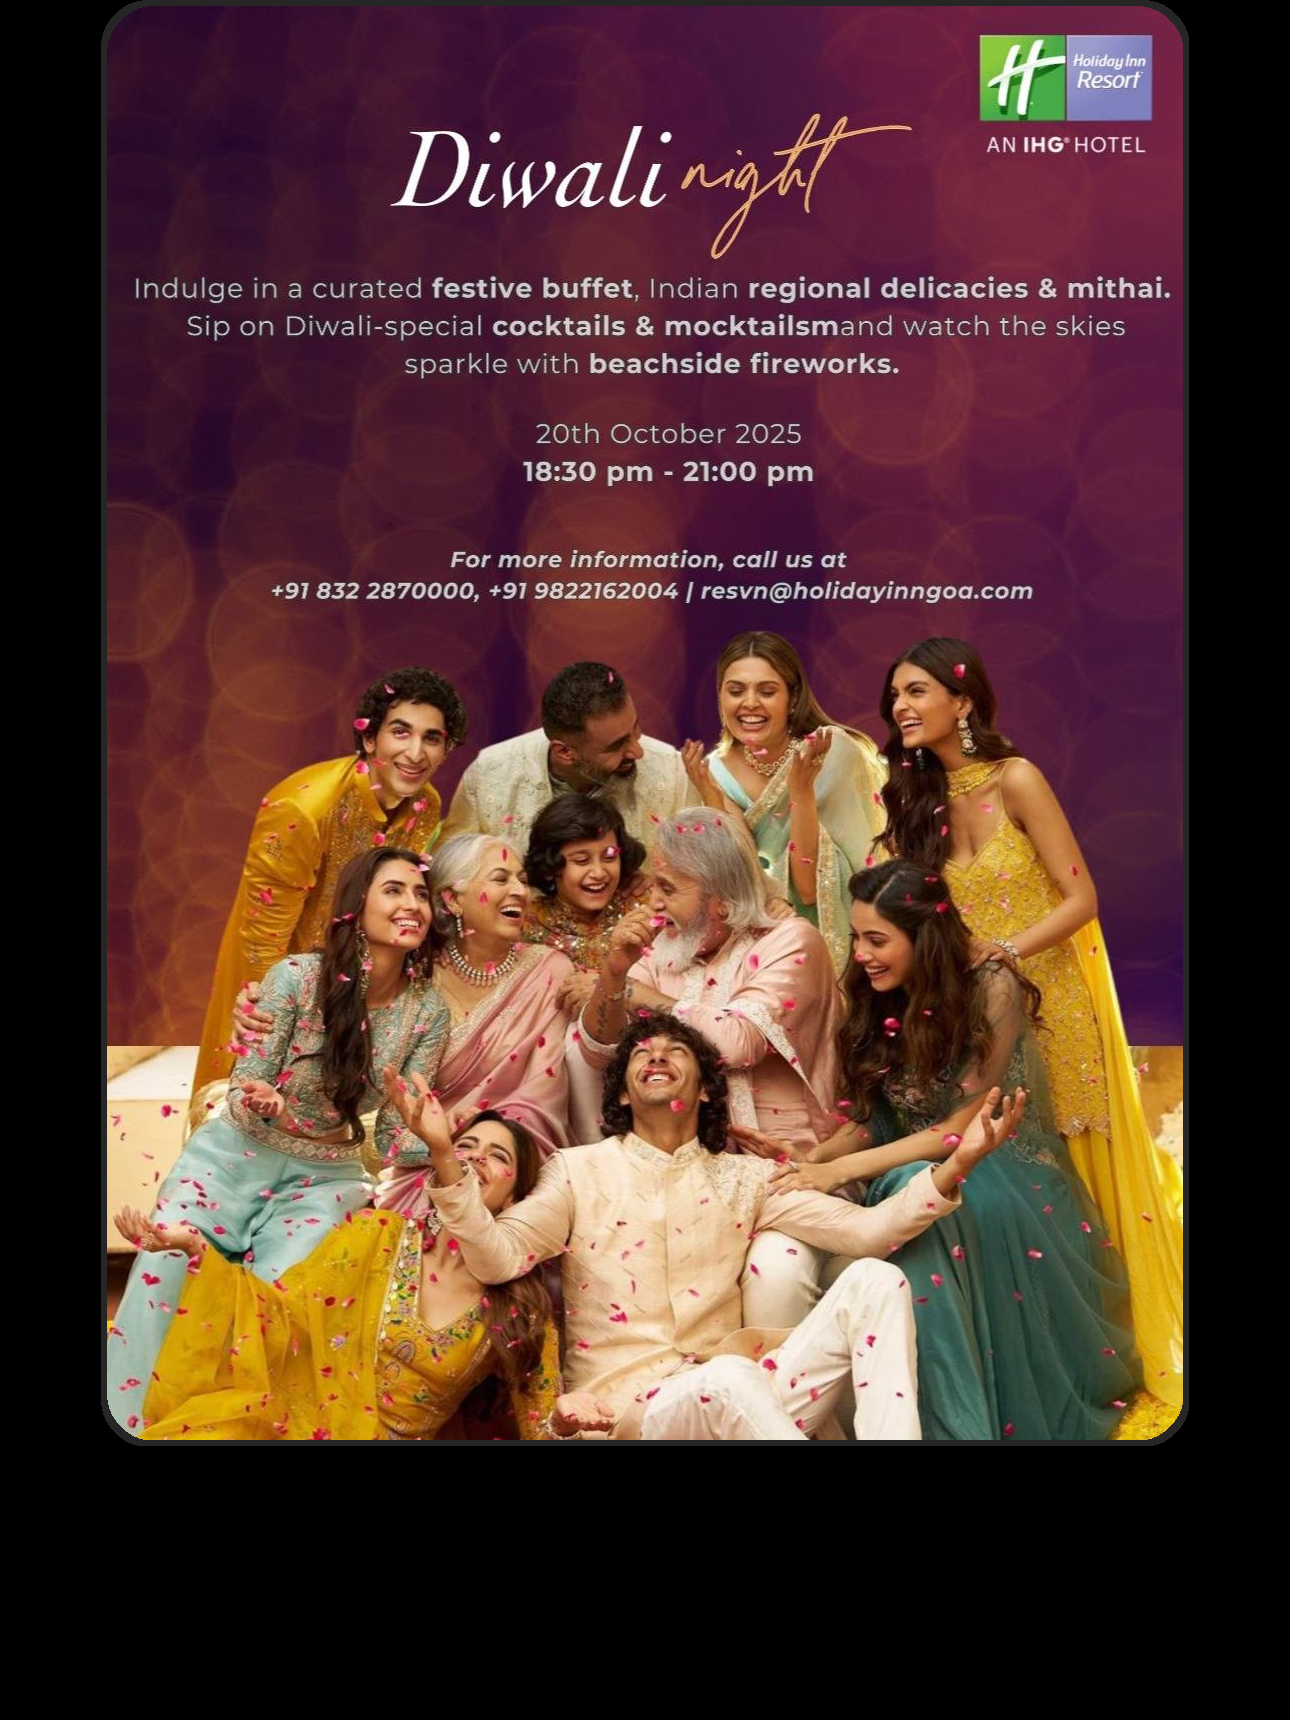 Holiday Inn
Resort
AN IHG® HOTEL
Diwali night
Indulge in a curated festive buffet, Indian regional delicacies & mithai.
Sip on Diwali-special cocktails & mocktailsmand watch the skies
sparkle with beachside fireworks.
20th October 2025
18:30 pm - 21:00 pm
For more information, call us at
+91 832 2870000, +91 9822162004 | resvn@holidayinngoa.com